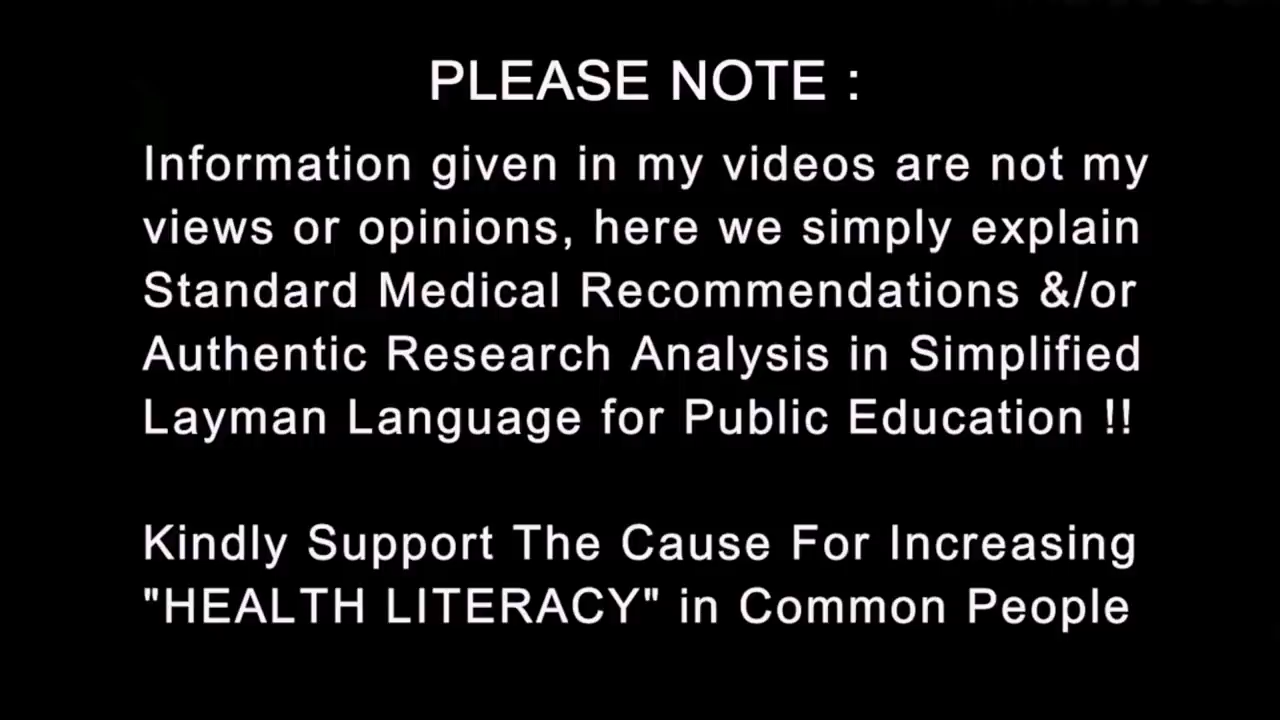 PLEASE NOTE :
Information given in my videos are not my
views or opinions, here we simply explain
Standard Medical Recommendations &/or
Authentic Research Analysis in Simplified
Layman Language for Public Education !!
Kindly Support The Cause For Increasing
"HEALTH LITERACY" in Common People